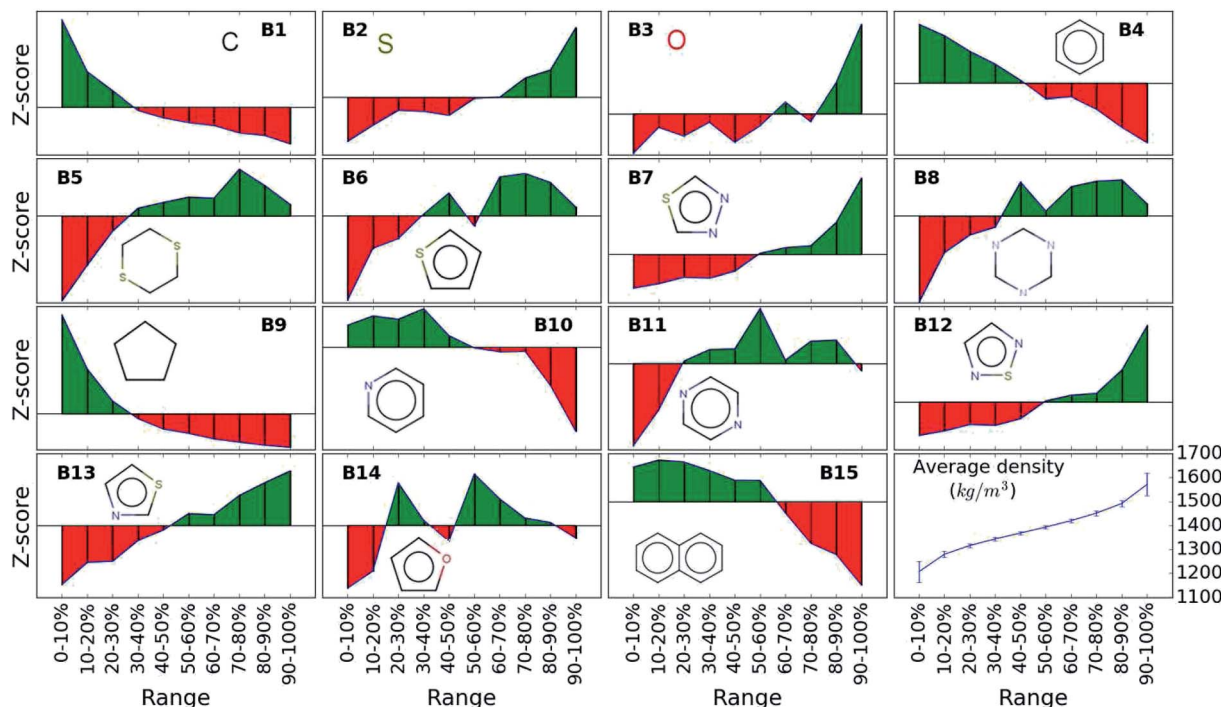 C B1
S B2
B3 O
B4
Z-score
B5
S
S
B6
S
B7
S
N
N
B8
N
N
N
Z-score
B9
B10
N
B11
N
N
B12
N
N
S
Z-score
B13
S
N
B14
O
B15
Average density
(kg/m³)
1700
1600
1500
1400
1300
1200
1100
Z-score
0-10%
10-20%
20-30%
30-40%
40-50%
50-60%
60-70%
70-80%
80-90%
90-100%
0-10%
10-20%
20-30%
30-40%
40-50%
50-60%
60-70%
70-80%
80-90%
90-100%
0-10%
10-20%
20-30%
30-40%
40-50%
50-60%
60-70%
70-80%
80-90%
90-100%
0-10%
10-20%
20-30%
30-40%
40-50%
50-60%
60-70%
70-80%
80-90%
90-100%
Range
Range
Range
Range